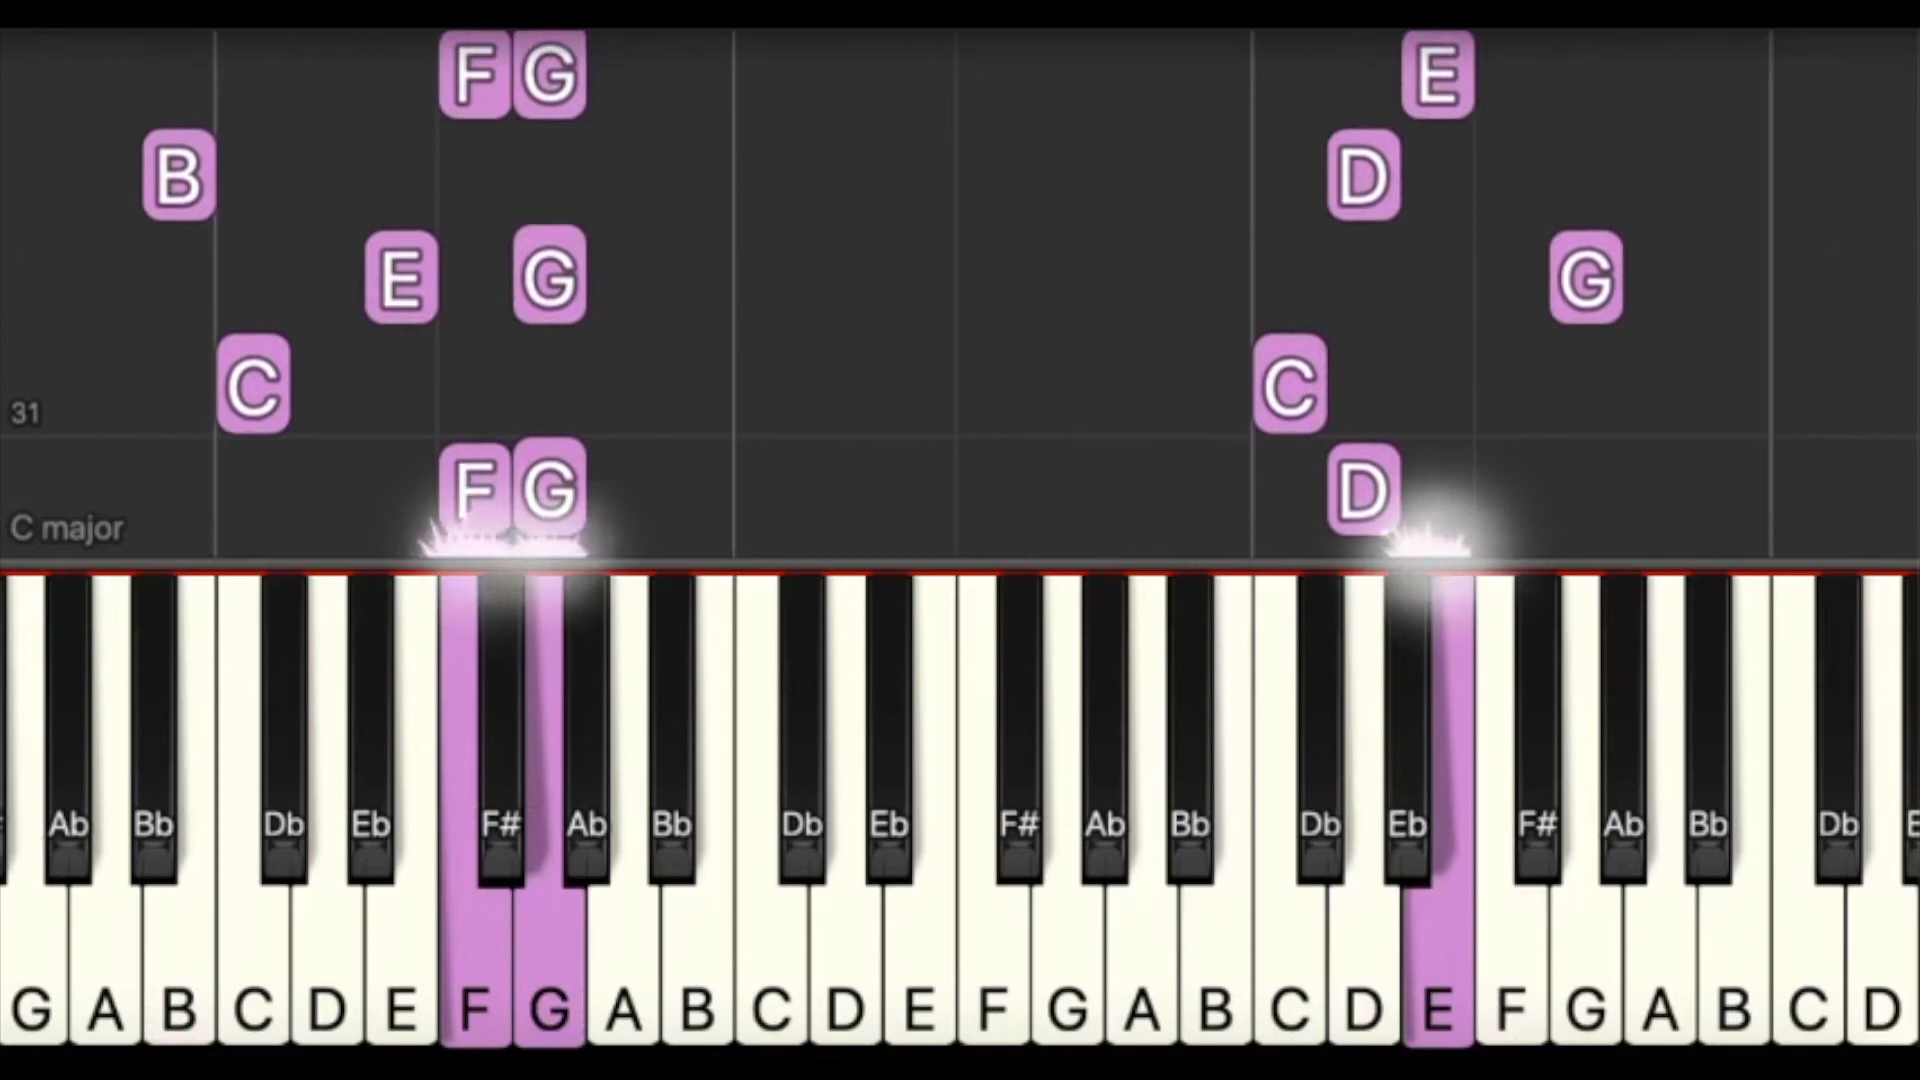 F G E
B D
E G G
C C
31
F G D
C major
Ab Bb Db Eb F# Ab Bb Db Eb F# Ab Bb Db Eb F# Ab Bb Db
G A B C D E F G A B C D E F G A B C D E F G A B C D